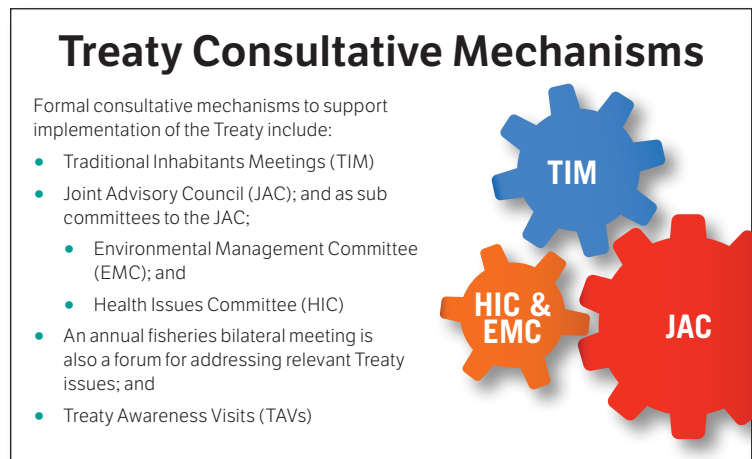 Treaty Consultative Mechanisms
Formal consultative mechanisms to support
implementation of the Treaty include:
• Traditional Inhabitants Meetings (TIM)
• Joint Advisory Council (JAC); and as sub
committees to the JAC;
• Environmental Management Committee
(EMC); and
• Health Issues Committee (HIC)
• An annual fisheries bilateral meeting is
also a forum for addressing relevant Treaty
issues; and
• Treaty Awareness Visits (TAVs)
TIM
HIC &
EMC
JAC